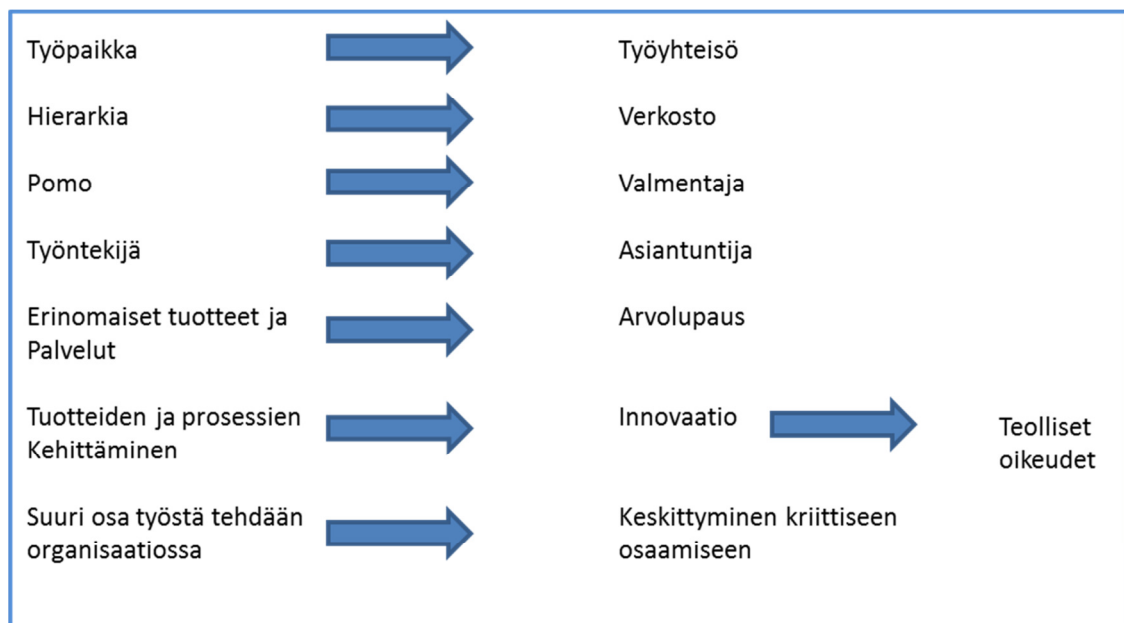 Työpaikka
Työyhteisö
Hierarkia
Verkosto
Pomo
Valmentaja
Työntekijä
Asiantuntija
Erinomaiset tuotteet ja
Palvelut
Arvolupaus
Tuotteiden ja prosessien
Kehittäminen
Innovaatio
Teolliset
oikeudet
Suuri osa työstä tehdään
organisaatiossa
Keskittyminen kriittiseen
osaamiseen